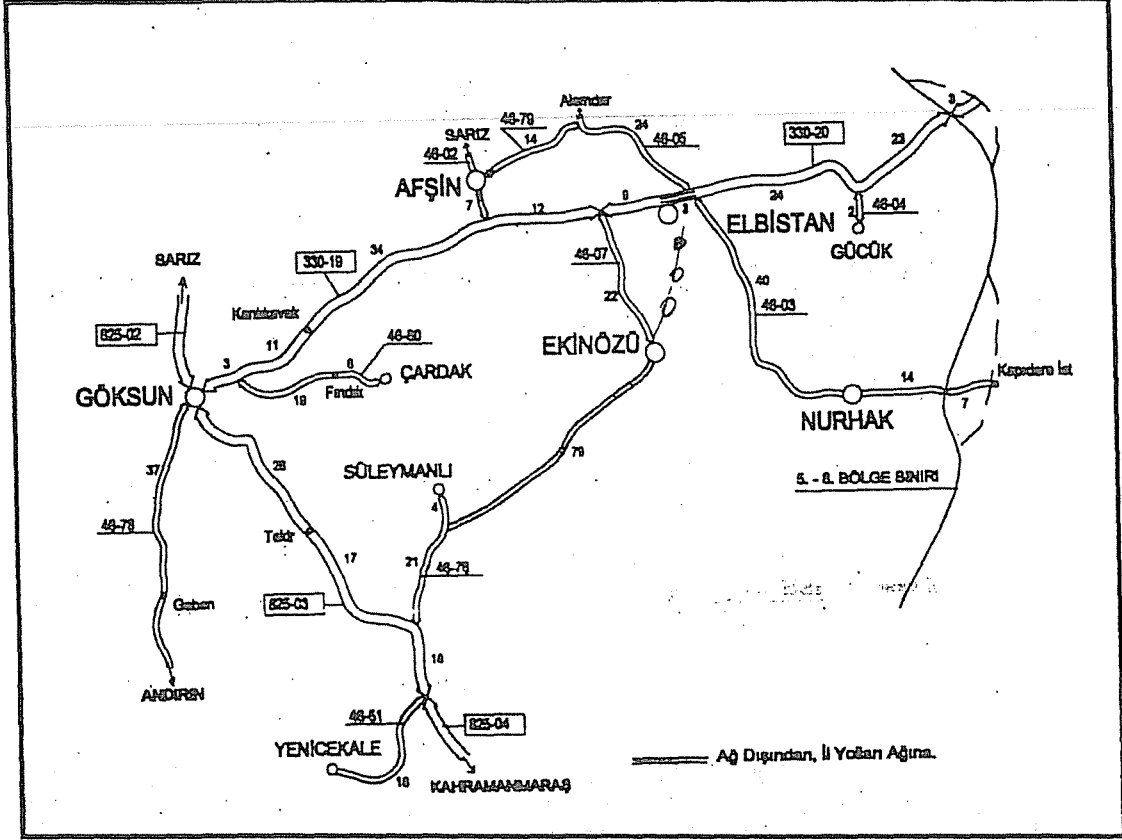 3
Alemdar
46-79
24
SARIZ
14
46-05
330-20
23
46-02
AFŞİN
7
12
9
3
24
2
46-04
ELBİSTAN
GÜCÜK
34
SARIZ
330-19
46-07
40
22
46-03
Kantakavak
825-02
11
46-60
EKİNÖZÜ
3
6
ÇARDAK
Fındık
GÖKSUN
19
14
Kapıdere İst
7
NURHAK
37
79
28
SÜLEYMANLI
5. - 8. BÖLGE SINIRI
4
46-78
Tekir
17
21
46-76
Geben
825-03
18
ANDIRIN
46-51
825-04
YENİCEKALE
18
KAHRAMANMARAŞ
Ağ Dışından, İl Yolları Ağına.